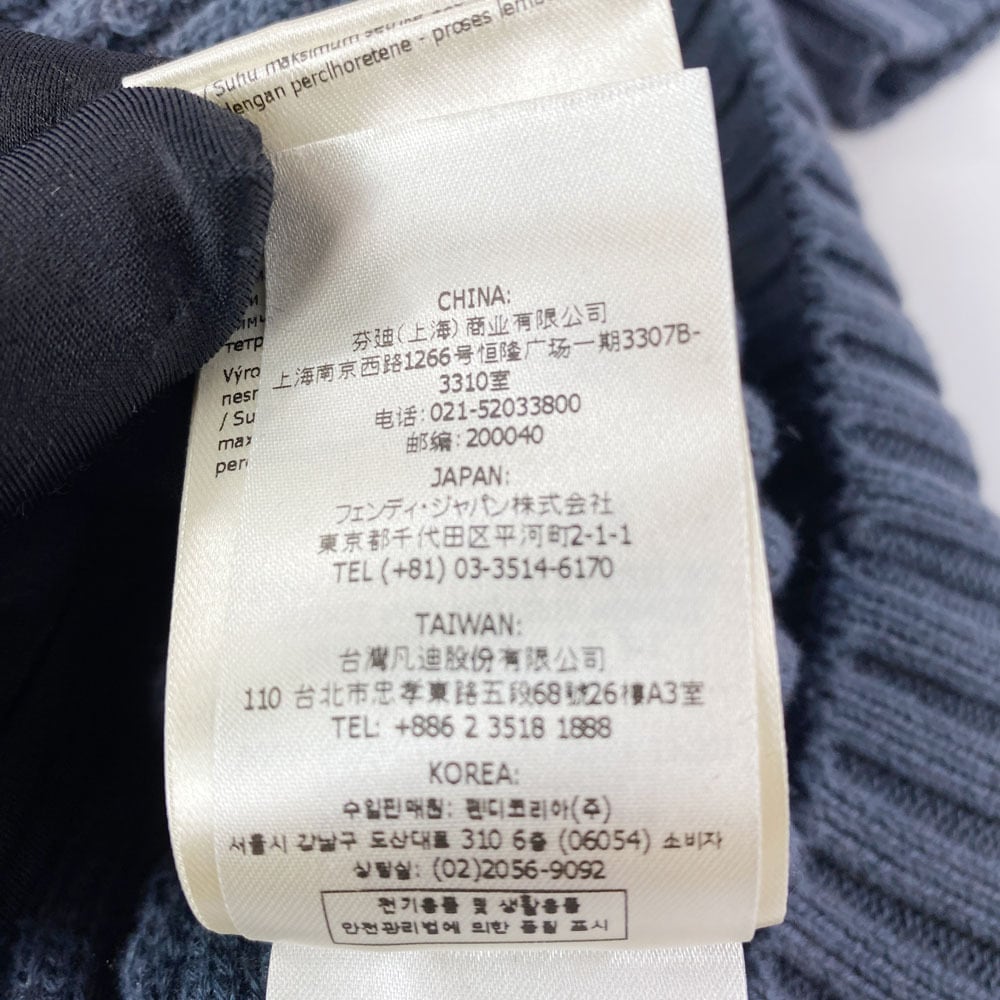 / Suhu maksimum
dengan perclhoretene - proses
CHINA:
芬迪(上海)商业有限公司
上海南京西路1266号恒隆广场一期3307B-
3310室
电话: 021-52033800
邮编: 200040
JAPAN:
フェンディ・ジャパン株式会社
東京都千代田区平河町2-1-1
TEL (+81) 03-3514-6170
TAIWAN:
台灣凡迪股份有限公司
110 台北市忠孝東路五段68號26樓A3室
TEL: +886 2 3518 1888
KOREA:
수입판매원: 펜디코리아(주)
서울시 강남구 도산대로 310 6층 (06054) 소비자
상담실: (02)2056-9092
전기용품 및 생활용품
안전관리법에 의한 품질 표시